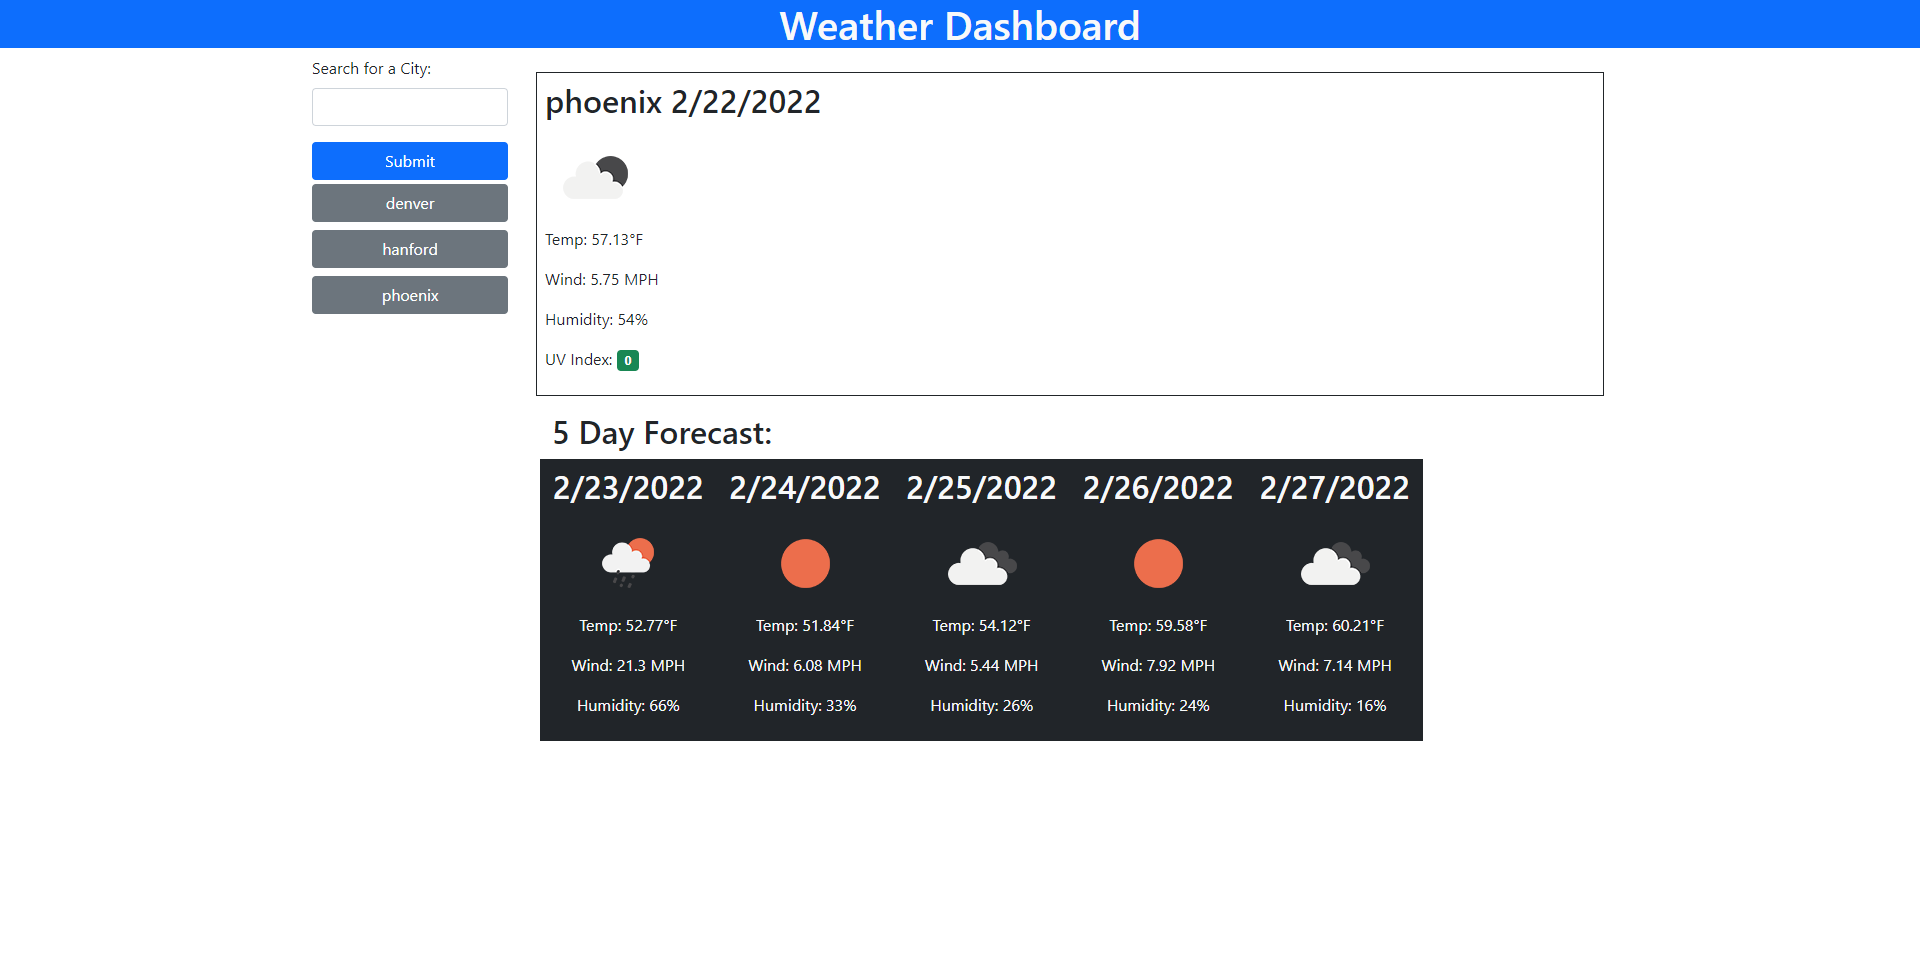 Weather Dashboard
Search for a City:
Submit
denver
hanford
phoenix
phoenix 2/22/2022
Temp: 57.13°F
Wind: 5.75 MPH
Humidity: 54%
UV Index: 0
5 Day Forecast:
2/23/2022 2/24/2022 2/25/2022 2/26/2022 2/27/2022
Temp: 52.77°F Temp: 51.84°F Temp: 54.12°F Temp: 59.58°F Temp: 60.21°F
Wind: 21.3 MPH Wind: 6.08 MPH Wind: 5.44 MPH Wind: 7.92 MPH Wind: 7.14 MPH
Humidity: 66% Humidity: 33% Humidity: 26% Humidity: 24% Humidity: 16%